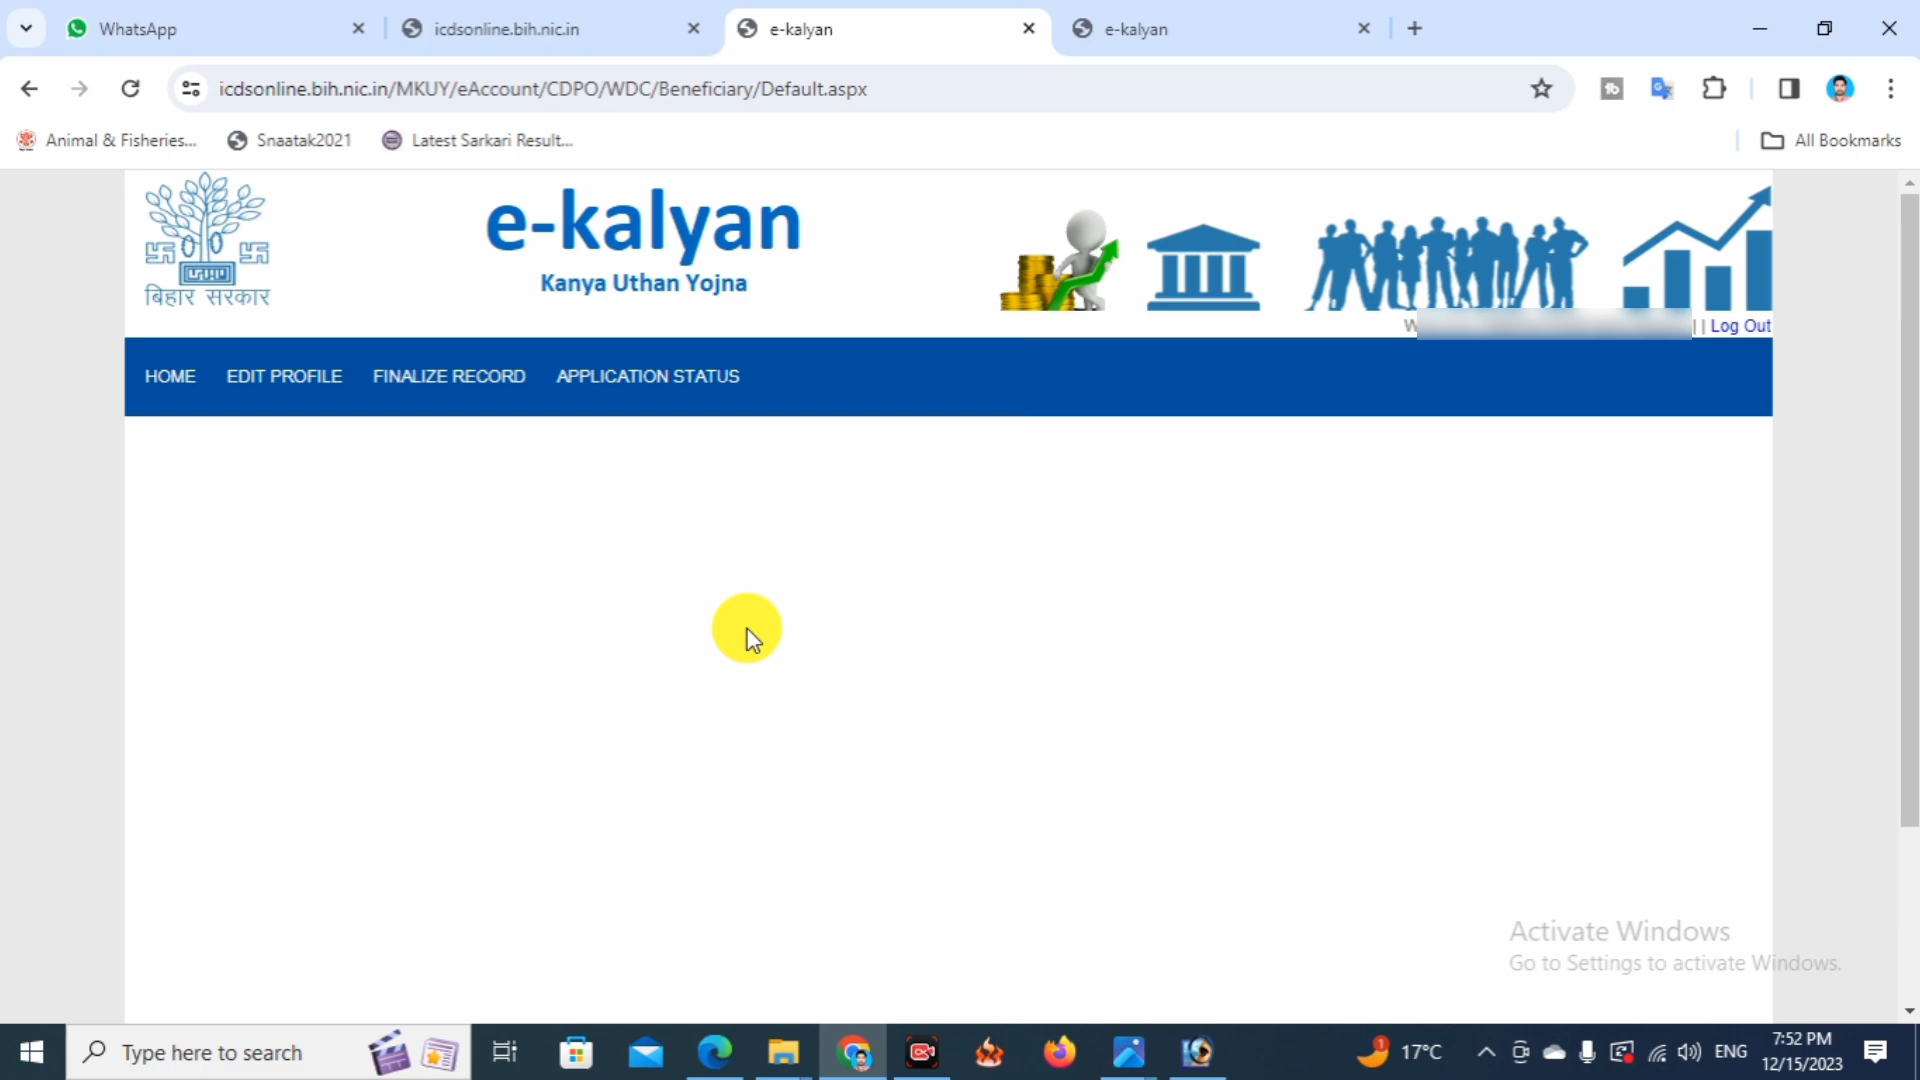 WhatsApp
icdsonline.bih.nic.in
e-kalyan
e-kalyan
icdsonline.bih.nic.in/MKUY/eAccount/CDPO/WDC/Beneficiary/Default.aspx
Animal & Fisheries...
Snaatak2021
Latest Sarkari Result...
All Bookmarks
बिहार सरकार
e-kalyan
Kanya Uthan Yojna
|| Log Out
HOME
EDIT PROFILE
FINALIZE RECORD
APPLICATION STATUS
Activate Windows
Go to Settings to activate Windows.
Type here to search
1
17°C
ENG
7:52 PM
12/15/2023